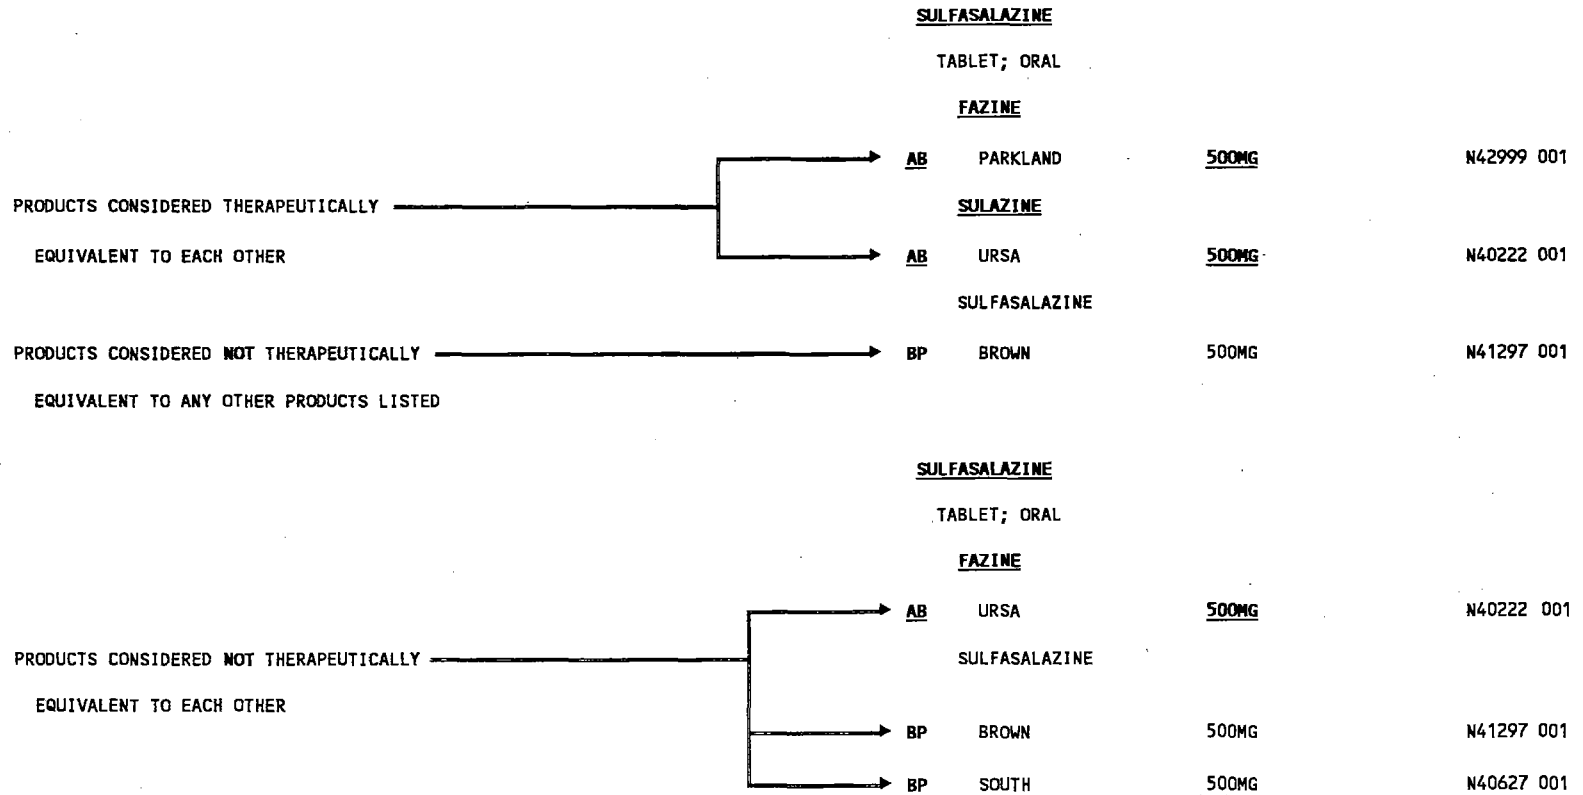 SULFASALAZINE
TABLET; ORAL
FAZINE
AB PARKLAND 500MG N42999 001
PRODUCTS CONSIDERED THERAPEUTICALLY SULAZINE
EQUIVALENT TO EACH OTHER AB URSA 500MG N40222 001
SULFASALAZINE
PRODUCTS CONSIDERED NOT THERAPEUTICALLY BP BROWN 500MG N41297 001
EQUIVALENT TO ANY OTHER PRODUCTS LISTED
SULFASALAZINE
TABLET; ORAL
FAZINE
AB URSA 500MG N40222 001
PRODUCTS CONSIDERED NOT THERAPEUTICALLY SULFASALAZINE
EQUIVALENT TO EACH OTHER
BP BROWN 500MG N41297 001
BP SOUTH 500MG N40627 001